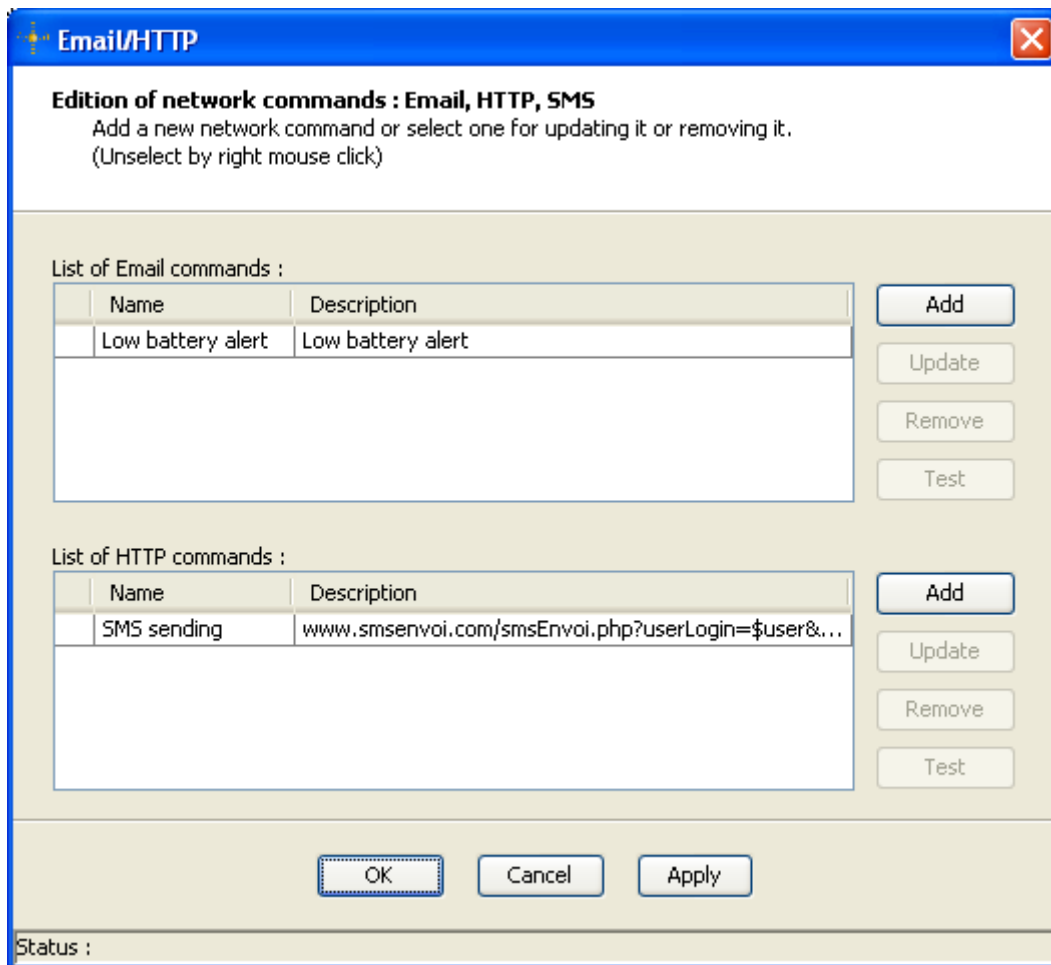 Email/HTTP
Edition of network commands : Email, HTTP, SMS
Add a new network command or select one for updating it or removing it.
(Unselect by right mouse click)
List of Email commands :
Name Description
Low battery alert Low battery alert
Add
Update
Remove
Test
List of HTTP commands :
Name Description
SMS sending www.smsenvoi.com/smsEnvoi.php?userLogin=$user&...
Add
Update
Remove
Test
OK Cancel Apply
Status :